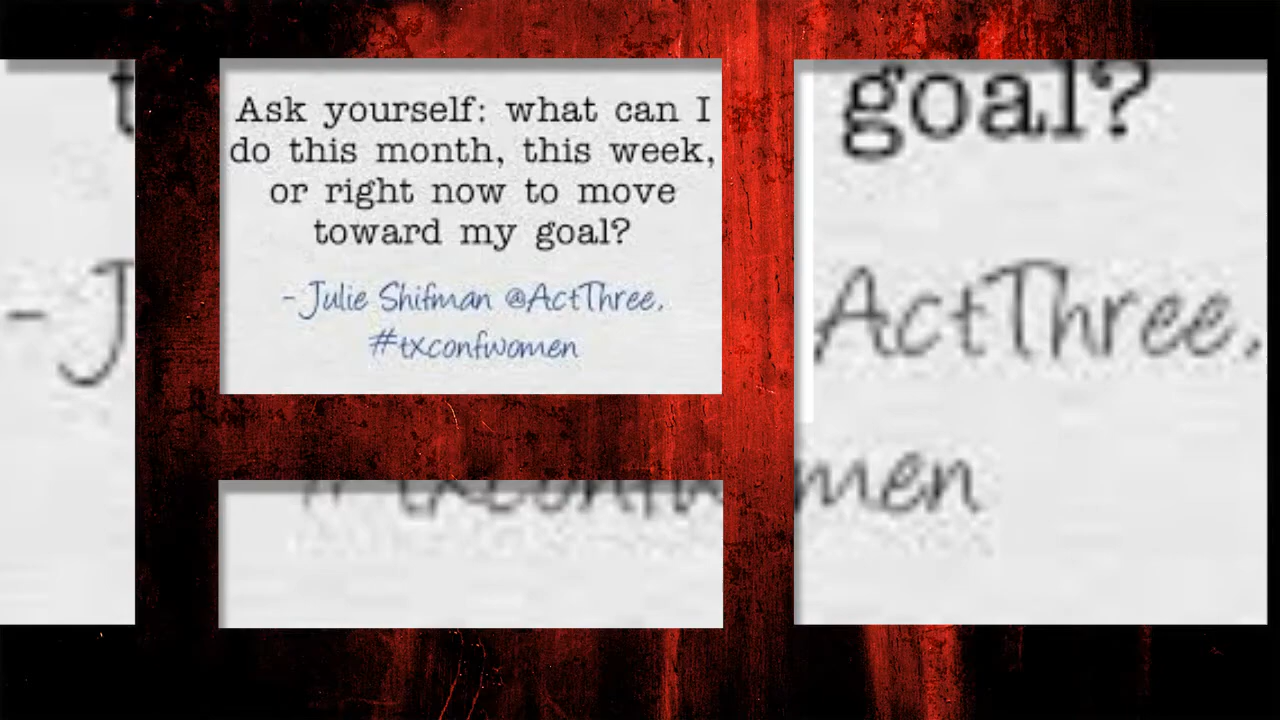 Ask yourself: what can I
do this month, this week,
or right now to move
toward my goal?
- Julie Shifman @ActThree,
#txconfwomen
t
- J
goal?
ActThree,
men